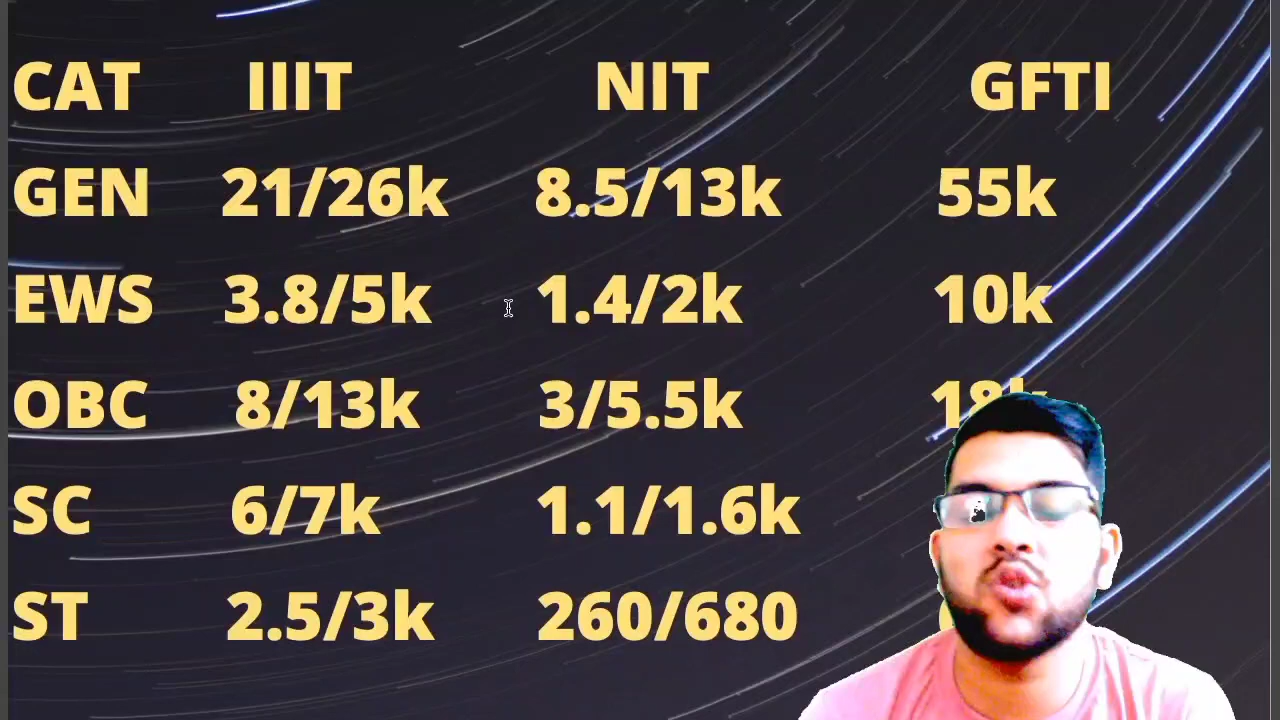 CAT IIIT NIT GFTI
GEN 21/26k 8.5/13k 55k
EWS 3.8/5k 1.4/2k 10k
OBC 8/13k 3/5.5k 18k
SC 6/7k 1.1/1.6k
ST 2.5/3k 260/680